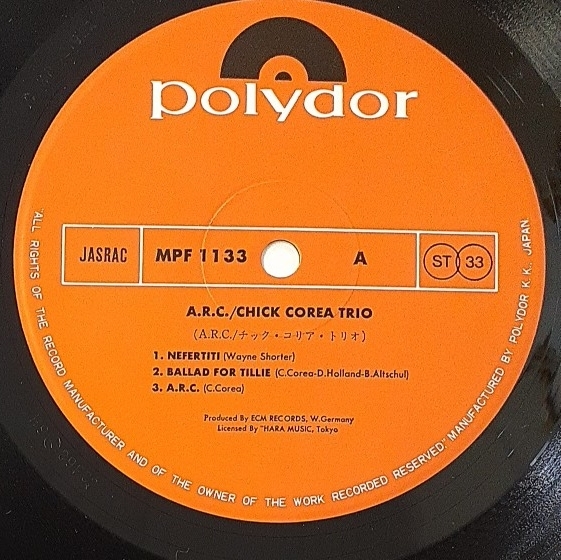 polydor
JASRAC MPF 1133 A ST 33
A.R.C./CHICK COREA TRIO
(A.R.C./チック・コリア・トリオ)
1. NEFERTITI (Wayne Shorter)
2. BALLAD FOR TILLIE (C.Corea-D.Holland-B.Altschul)
3. A.R.C. (C.Corea)
Produced By ECM RECORDS, W.Germany
Licensed By "HARA MUSIC, Tokyo
"ALL RIGHTS OF THE RECORD MANUFACTURER AND OF THE OWNER OF THE WORK RECORDED RESERVED." MANUFACTURED BY POLYDOR K.K. JAPAN